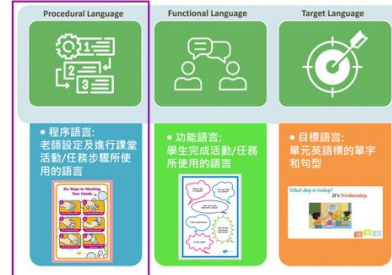 Procedural Language
Functional Language
Target Language
1
2
3
● 程序語言:
老師設定及進行課堂
活動/任務步驟所使
用的語言
● 功能語言:
學生完成活動/任務
所使用的語言
● 目標語言:
單元英語標的單字
和句型
Six Steps to Washing
Your Hands
What day is today?
It's Wednesday.